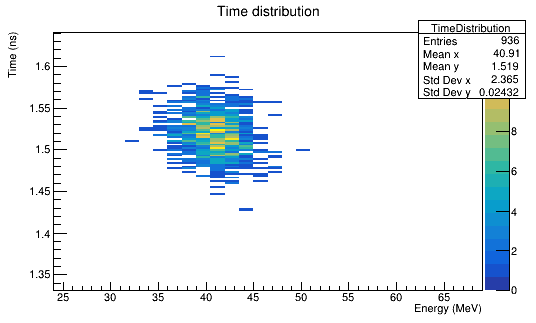 Time distribution
TimeDistribution
Entries 936
Mean x 40.91
Mean y 1.519
Std Dev x 2.365
Std Dev y 0.02432
Time (ns)
1.6
1.55
1.5
1.45
1.4
1.35
8
6
4
2
0
25 30 35 40 45 50 55 60 65
Energy (MeV)